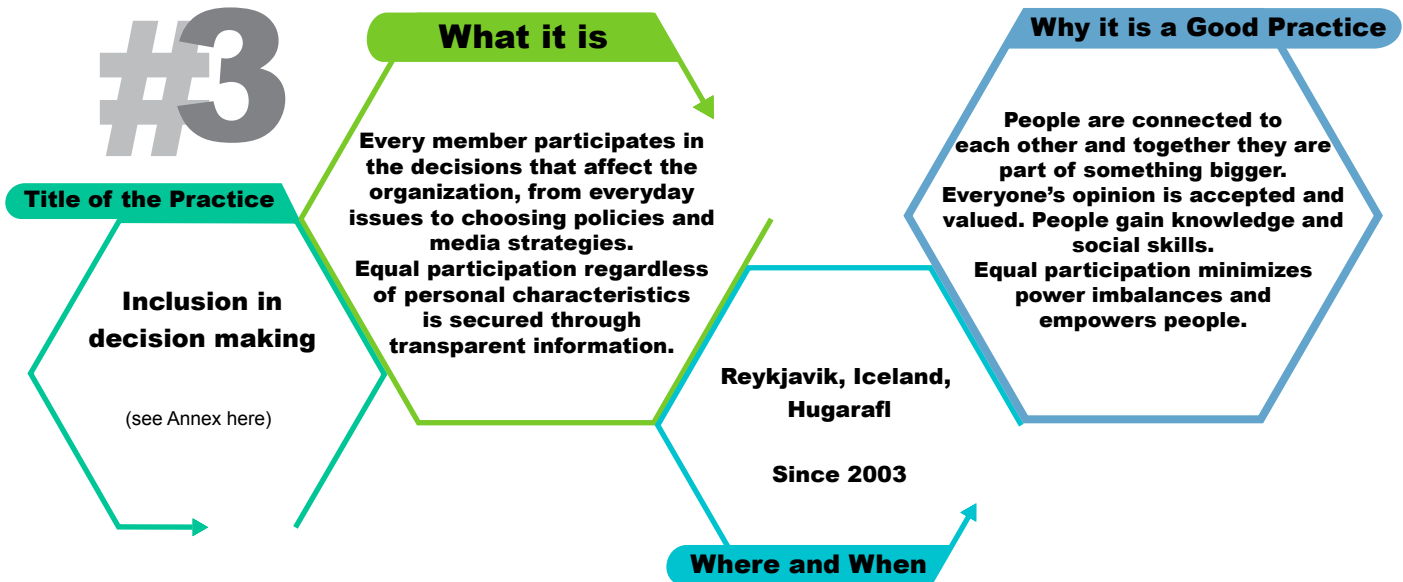 #3
Title of the Practice
Inclusion in
decision making
(see Annex here)
What it is
Every member participates in
the decisions that affect the
organization, from everyday
issues to choosing policies and
media strategies.
Equal participation regardless
of personal characteristics
is secured through
transparent information.
Reykjavik, Iceland,
Hugarafl
Since 2003
Where and When
Why it is a Good Practice
People are connected to
each other and together they are
part of something bigger.
Everyone’s opinion is accepted and
valued. People gain knowledge and
social skills.
Equal participation minimizes
power imbalances and
empowers people.